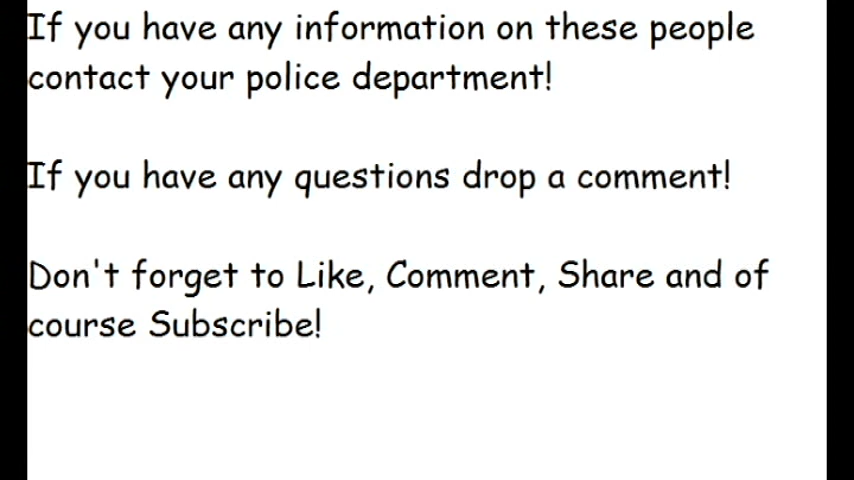 If you have any information on these people
contact your police department!
If you have any questions drop a comment!
Don't forget to Like, Comment, Share and of
course Subscribe!